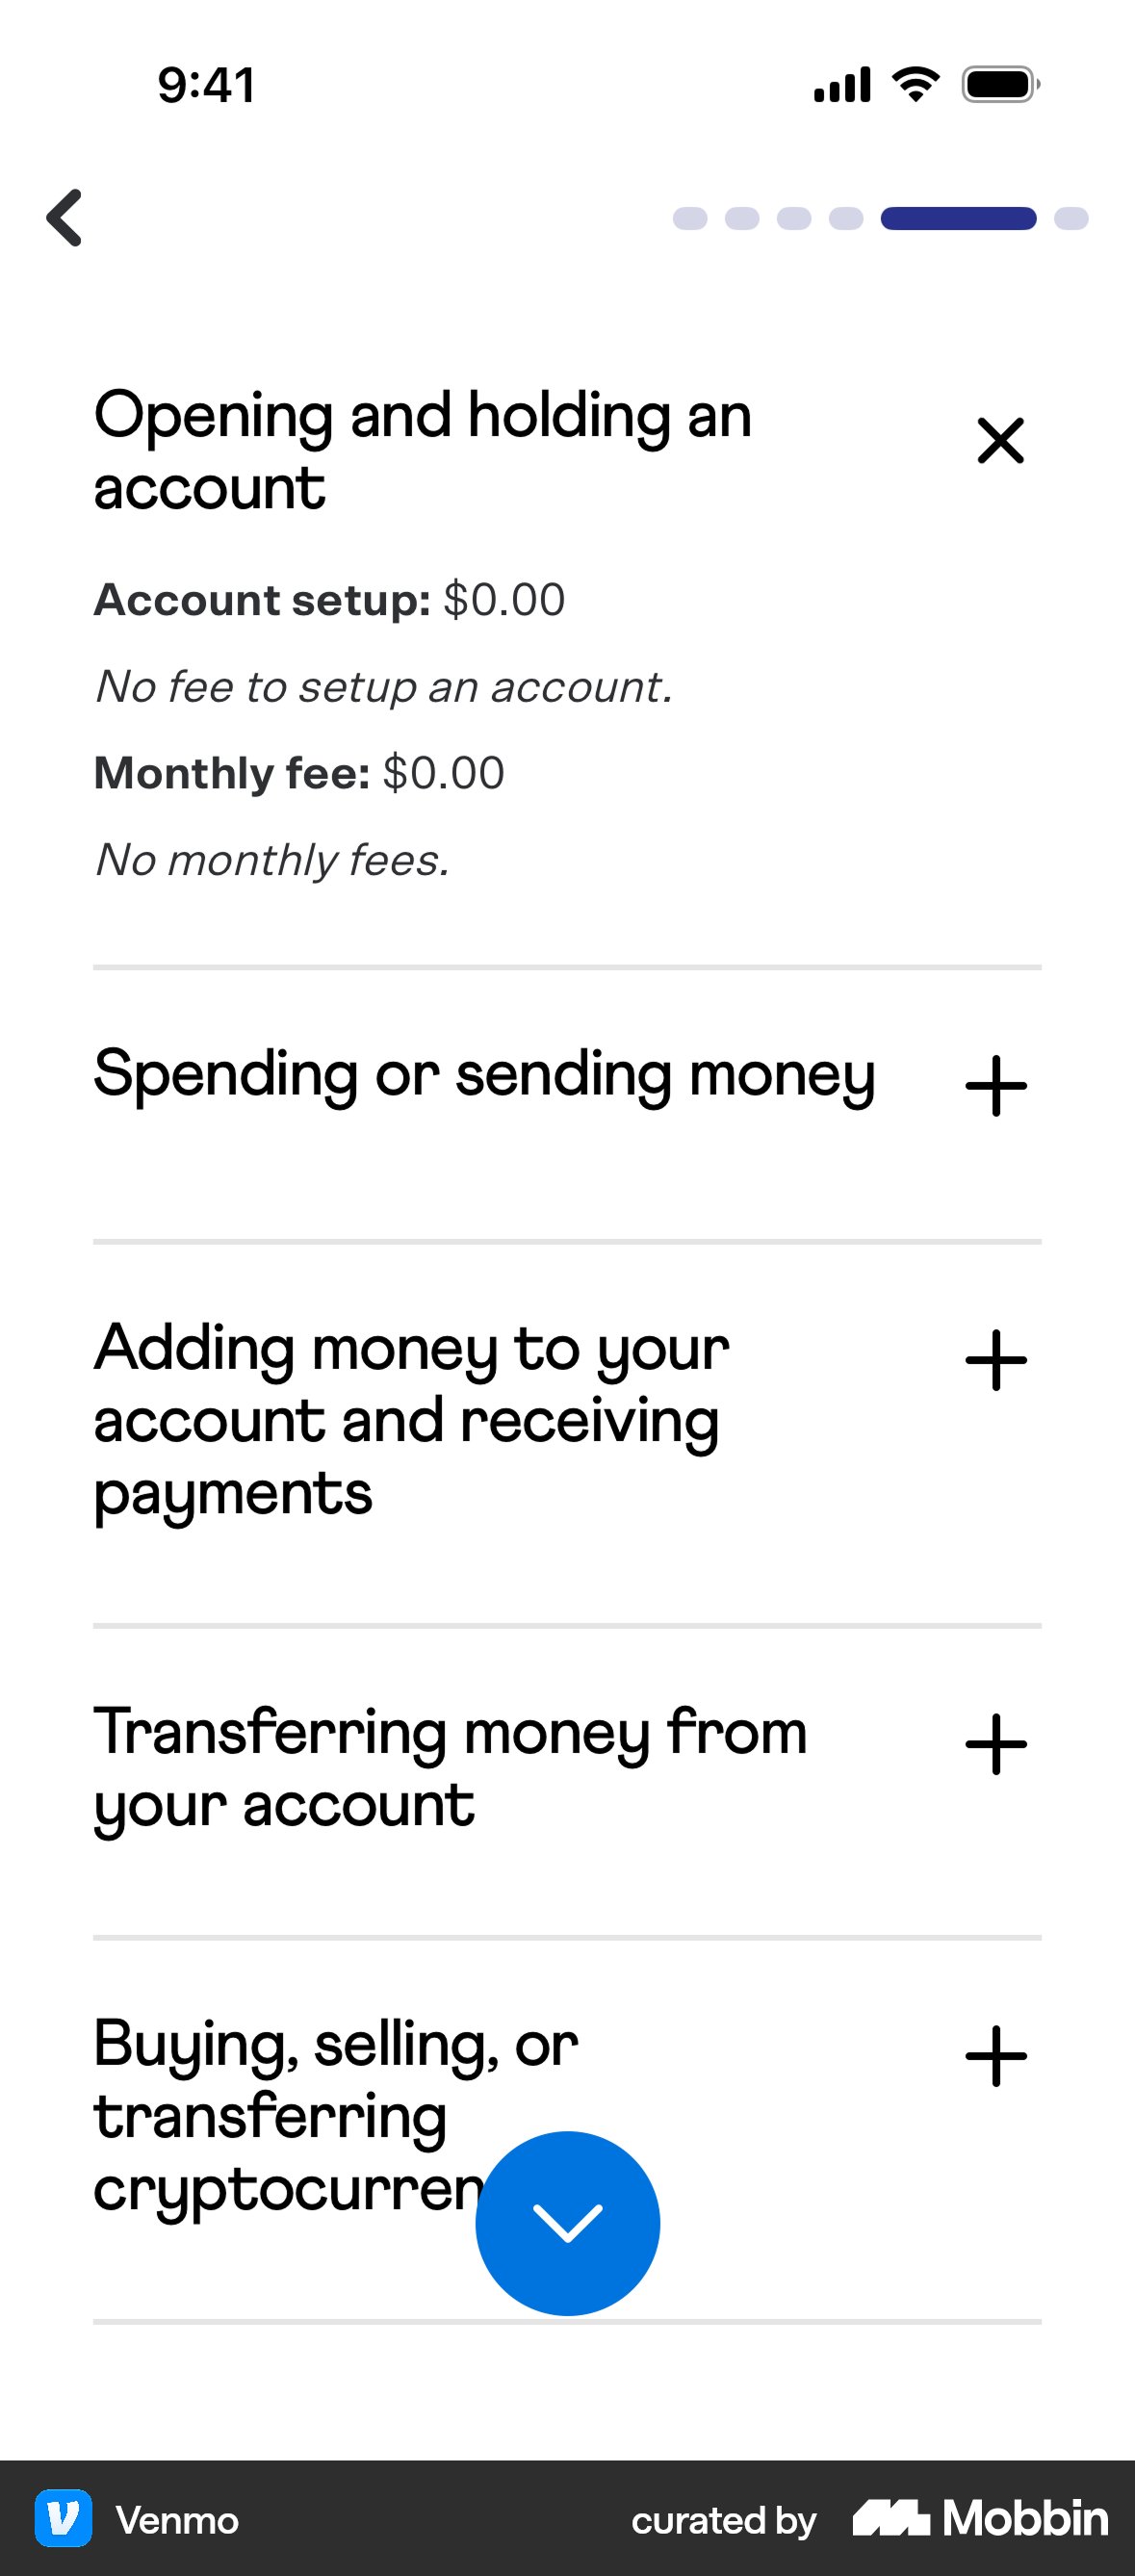 9:41
Opening and holding an
account
Account setup: $0.00
No fee to setup an account.
Monthly fee: $0.00
No monthly fees.
Spending or sending money
Adding money to your
account and receiving
payments
Transferring money from
your account
Buying, selling, or
transferring
cryptocurren
Venmo
curated by Mobbin